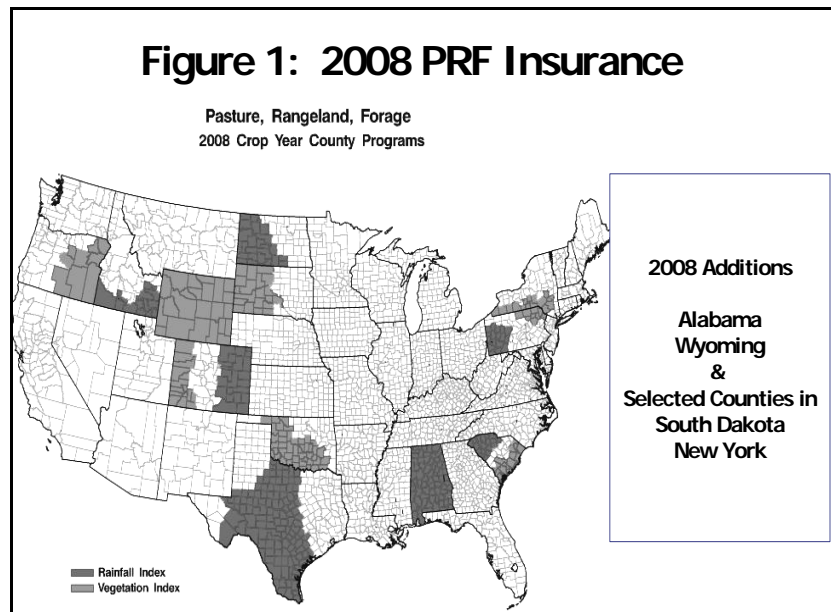 Figure 1: 2008 PRF Insurance
Pasture, Rangeland, Forage
2008 Crop Year County Programs
2008 Additions
Alabama
Wyoming
&
Selected Counties in
South Dakota
New York
Rainfall Index
Vegetation Index